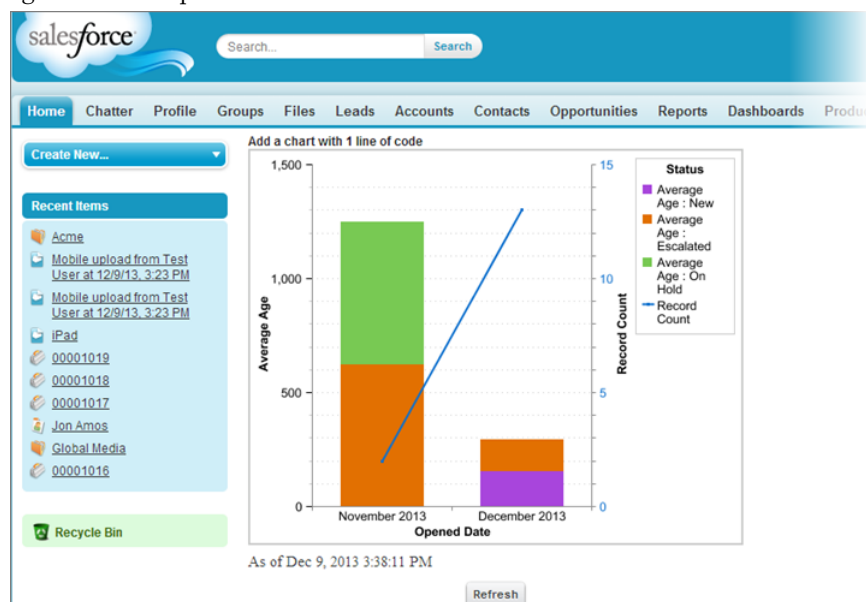 salesforce
Search...
Search
Home Chatter Profile Groups Files Leads Accounts Contacts Opportunities Reports Dashboards
Create New...
Recent Items
Acme
Mobile upload from Test
User at 12/9/13, 3:23 PM
Mobile upload from Test
User at 12/9/13, 3:23 PM
iPad
00001019
00001018
00001017
Jon Amos
Global Media
00001016
Recycle Bin
Add a chart with 1 line of code
1,500
1,000
500
0
Average Age
15
10
5
0
Record Count
November 2013
December 2013
Opened Date
Status
Average
Age : New
Average
Age :
Escalated
Average
Age : On
Hold
Record
Count
As of Dec 9, 2013 3:38:11 PM
Refresh